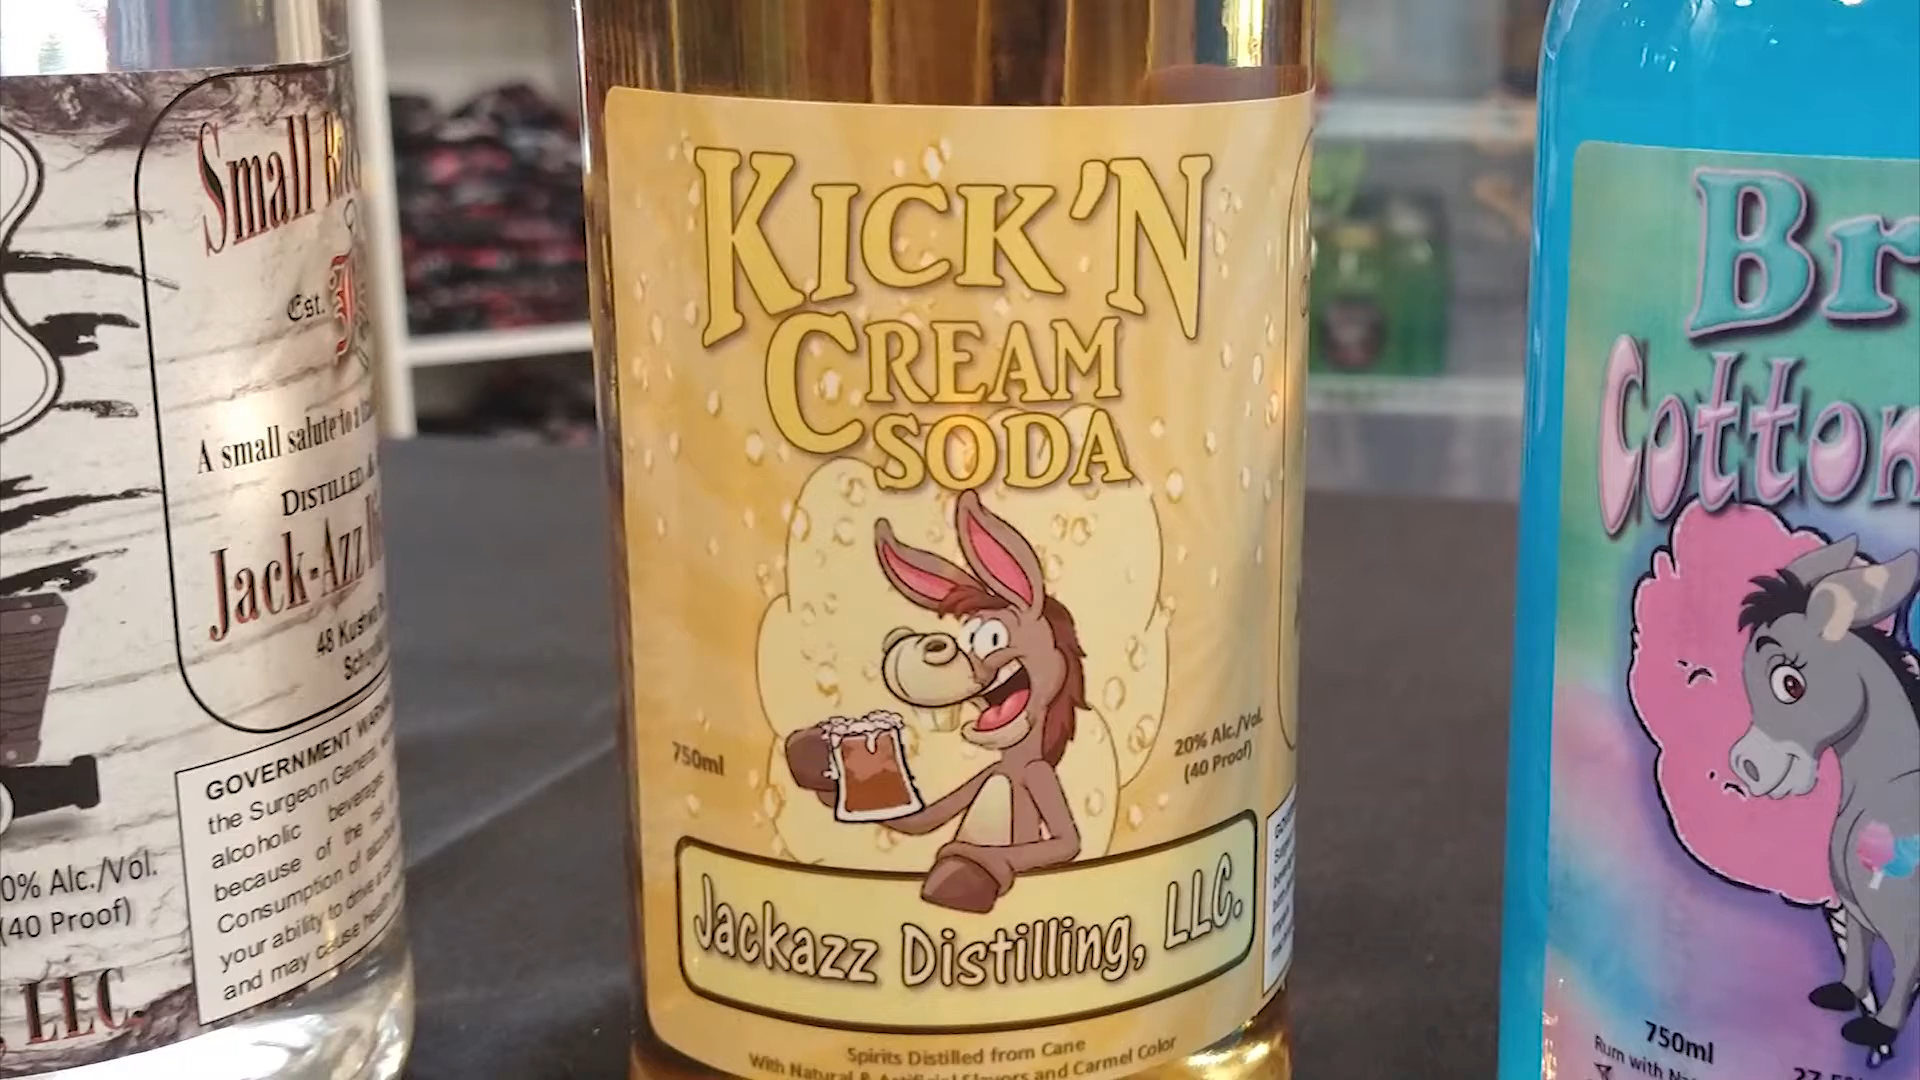 Small
Est.
A small salute to a
DISTILLED &
Jack-Azz
48
GOVERNMENT
the Surgeon General,
alcoholic beverages
because of the risk
Consumption of
your ability to drive a
and may cause
0% Alc./Vol.
(40 Proof)
LLC.
KICK'N
CREAM
SODA
750ml
20% Alc./Vol.
(40 Proof)
Jackazz Distilling, LLC.
Spirits Distilled from Cane
With Natural & Artificial Flavors and Carmel Color
Br
Cotton
750ml
Rum with